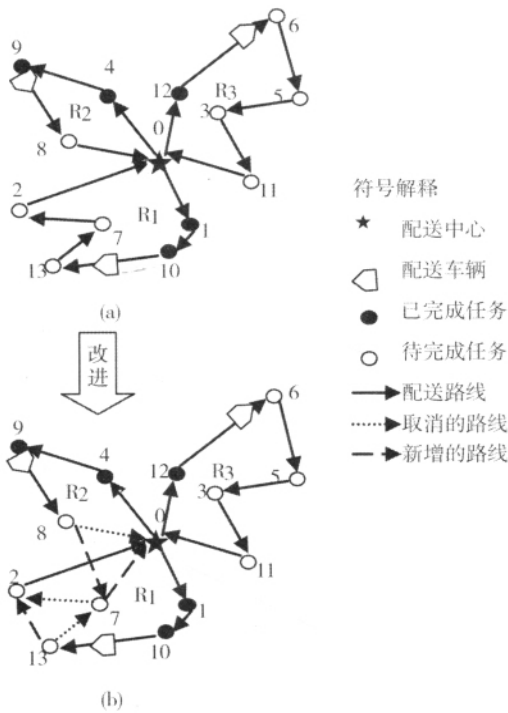 9
4
6
12
R3
5
R2
3
0
8
11
2
R1
1
7
13
10
(a)
改进
符号解释
配送中心
配送车辆
已完成任务
待完成任务
配送路线
取消的路线
新增的路线
6
9
4
12
R3
5
R2
3
0
8
11
2
R1
1
7
13
10
(b)